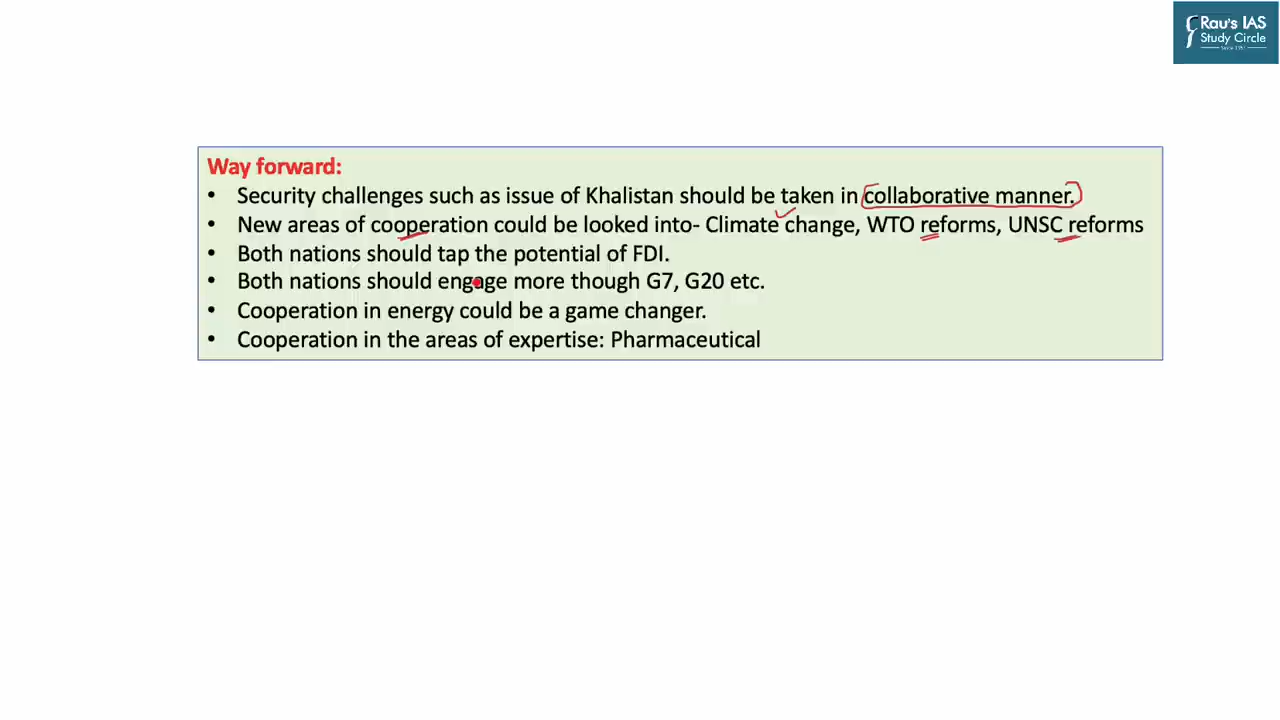 Rau's IAS
Study Circle
Way forward:
• Security challenges such as issue of Khalistan should be taken in collaborative manner.
• New areas of cooperation could be looked into- Climate change, WTO reforms, UNSC reforms
• Both nations should tap the potential of FDI.
• Both nations should engage more though G7, G20 etc.
• Cooperation in energy could be a game changer.
• Cooperation in the areas of expertise: Pharmaceutical